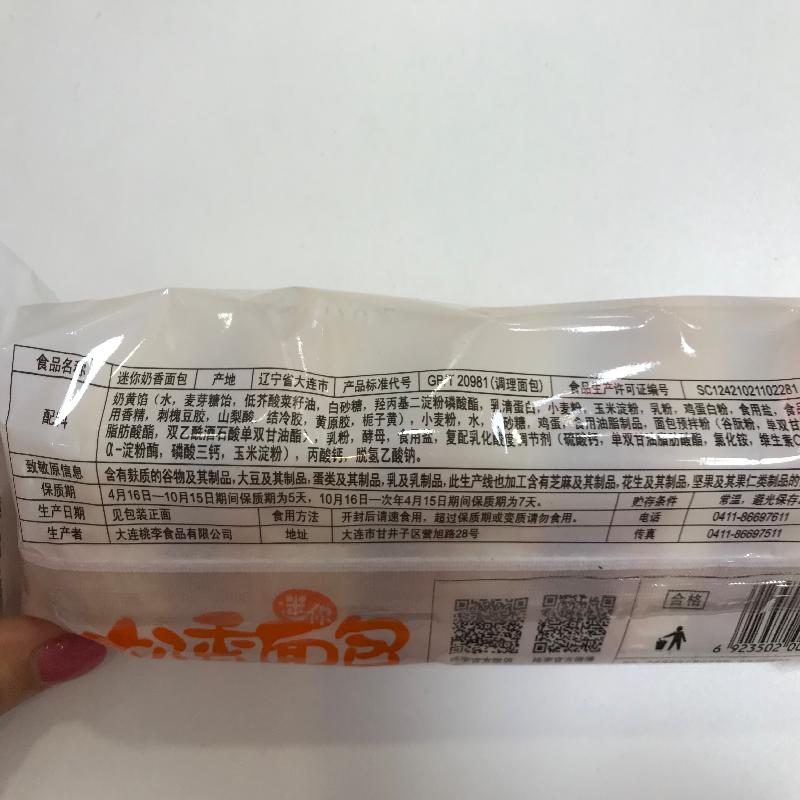 食品名称 迷你奶香面包 产地 辽宁省大连市 产品标准代号 GB/T 20981(调理面包) 食品生产许可证编号 SC12421021102281
配料 奶黄馅(水,麦芽糖饴,低芥酸菜籽油,白砂糖,羟丙基二淀粉磷酸酯,乳清蛋白,小麦粉,玉米淀粉,乳粉,鸡蛋白粉,食用盐,食品
用香精,刺槐豆胶,山梨酸,结冷胶,黄原胶,栀子黄),小麦粉,水,白砂糖,鸡蛋,食用油脂制品,面包预拌粉(谷朊粉,单双甘
脂肪酸酯,双乙酰酒石酸单双甘油酯),乳粉,酵母,食用盐,复配乳化酸度调节剂(硫酸钙,单双甘油脂肪酸酯,氯化铵,维生素C
α-淀粉酶,磷酸三钙,玉米淀粉),丙酸钙,脱氢乙酸钠。
致敏原信息 含有麸质的谷物及其制品,大豆及其制品,蛋类及其制品,乳及乳制品,此生产线也加工含有芝麻及其制品,花生及其制品,坚果及其果仁类制品的
保质期 4月16日—10月15日期间保质期为5天,10月16日—次年4月15日期间保质期为7天。 贮存条件 常温,避光保存
生产日期 见包装正面 食用方法 开封后请速食用,超过保质期或变质请勿食用。 电话 0411-86697611
生产者 大连桃李食品有限公司 地址 大连市甘井子区营旭路28号 传真 0411-86697511
迷你
奶香面包
合格
6 923502 00